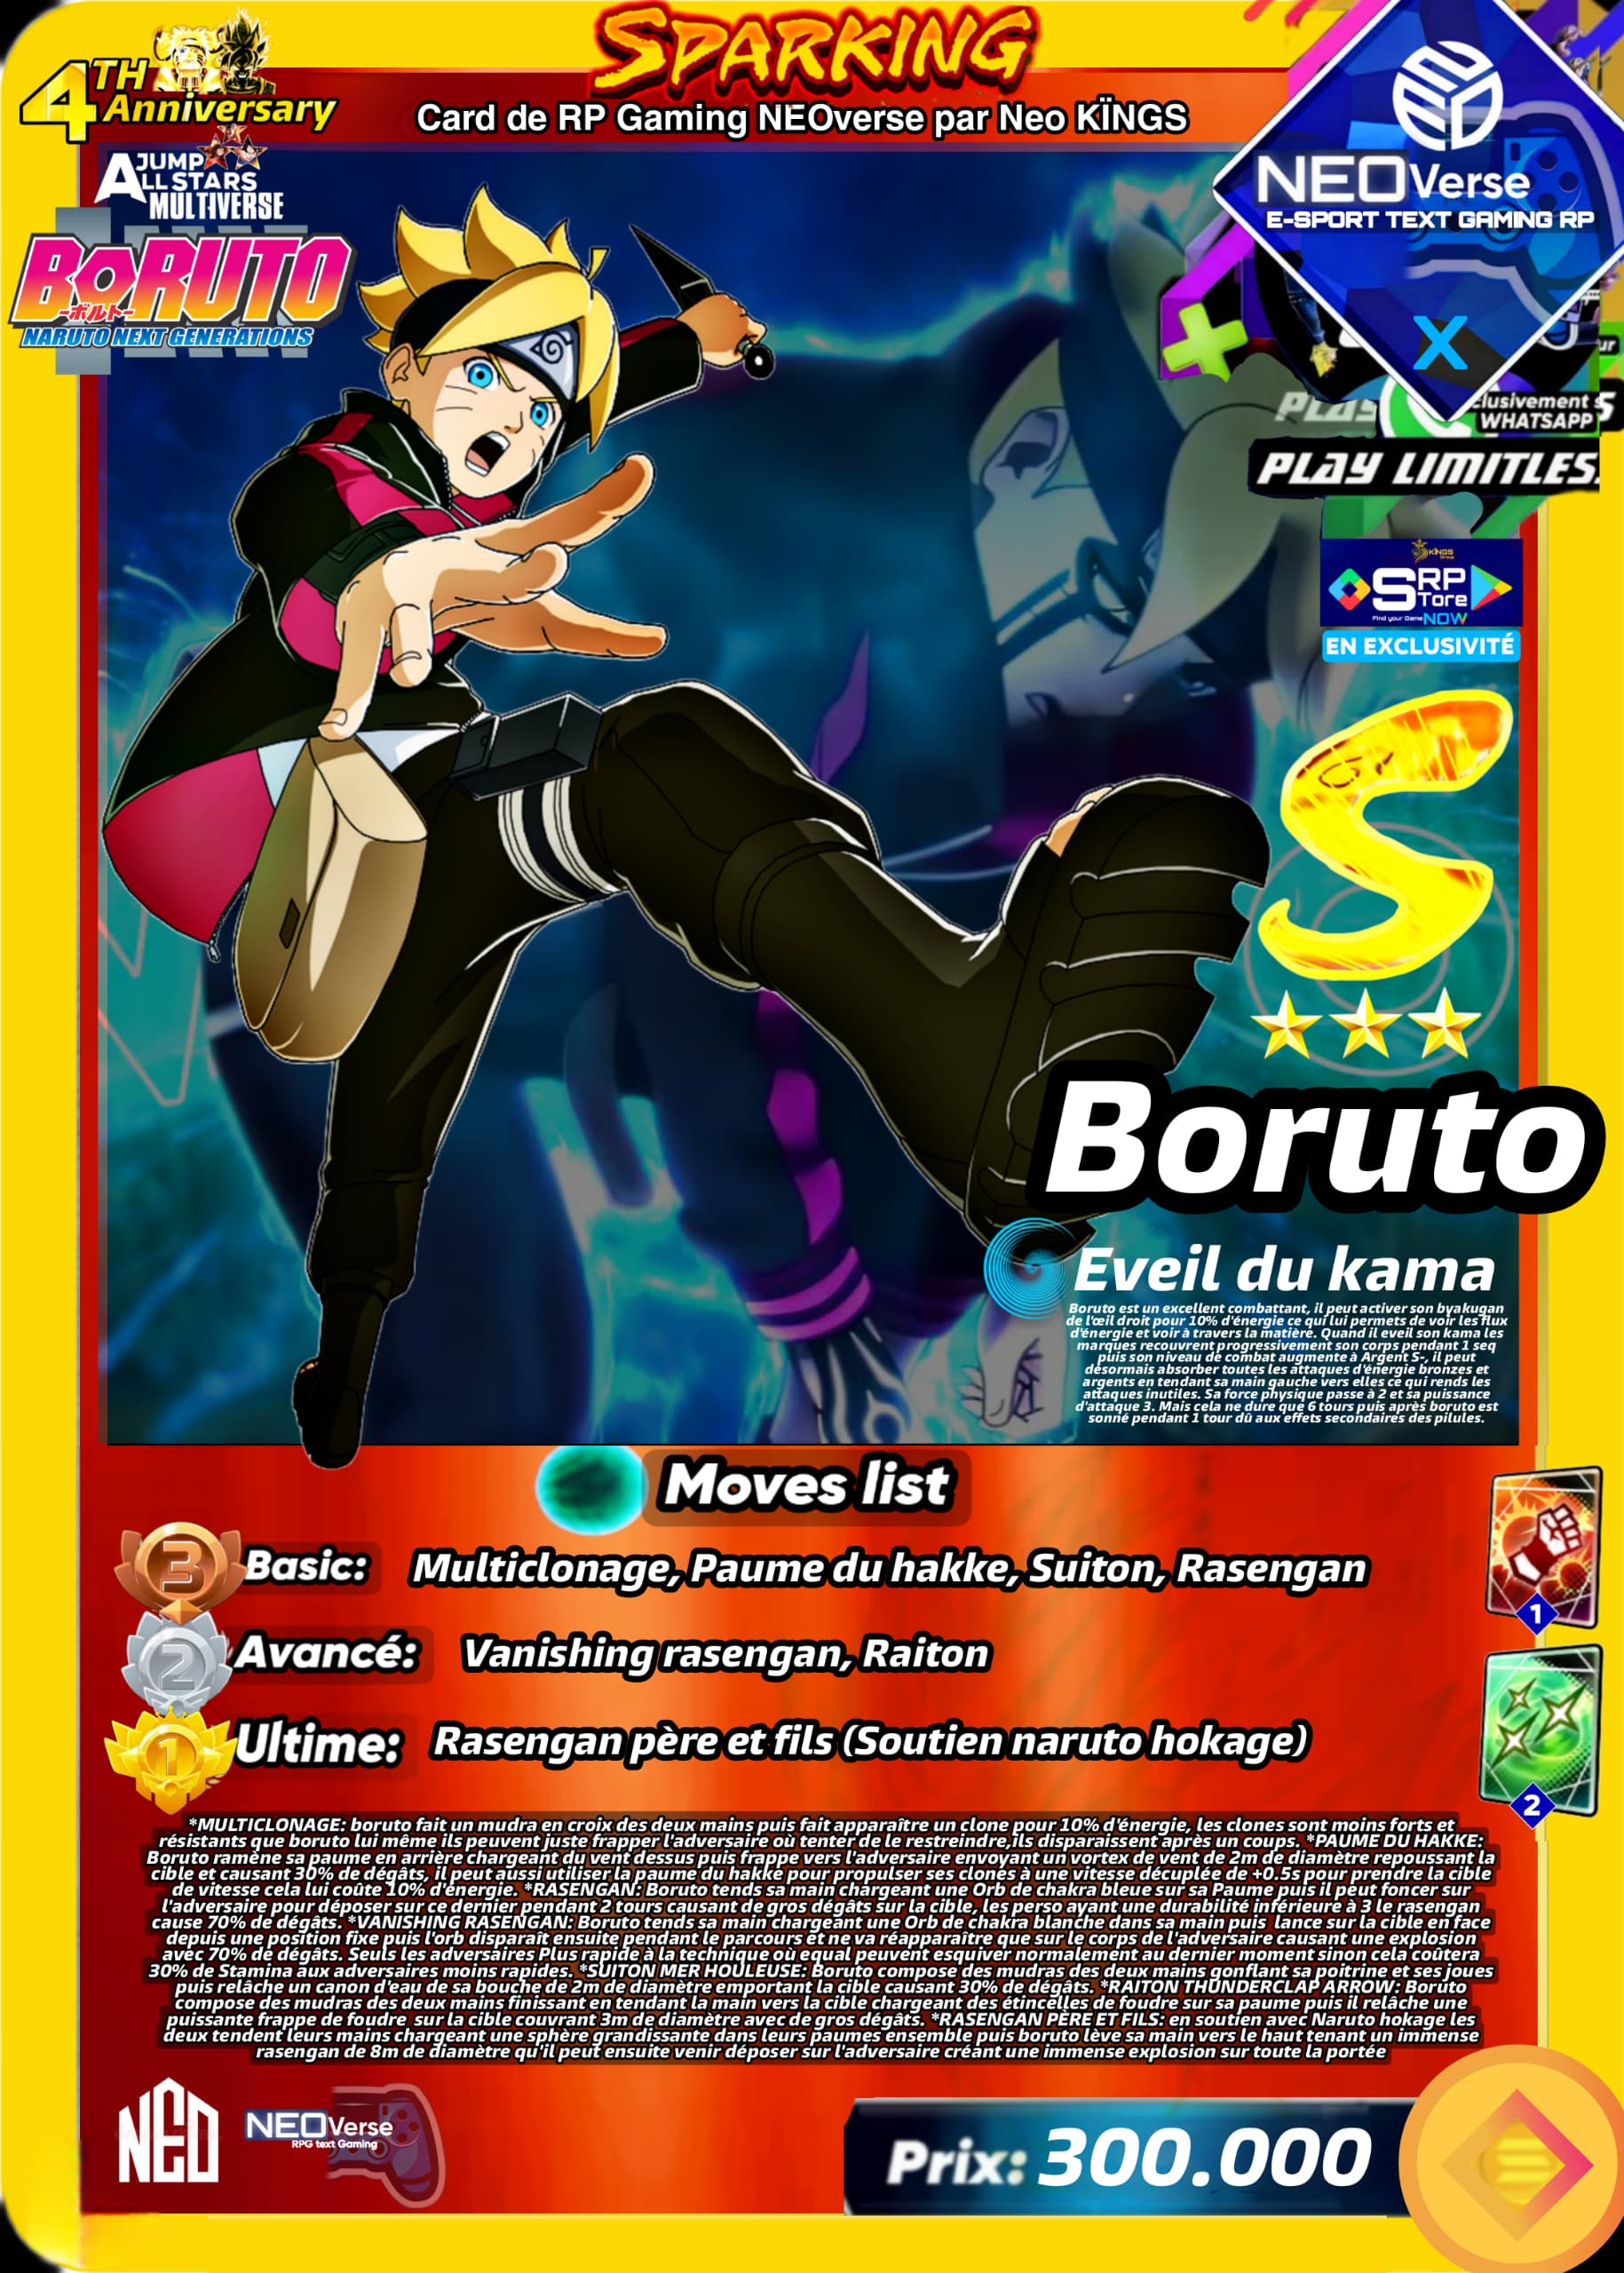 SPARKING
4TH
Anniversary
Card de RP Gaming NEOverse par Neo KÏNGS
JUMP
ALL STARS
MULTIVERSE
BORUTO
-ボルト-
NARUTO NEXT GENERATIONS
NEOVerse
E-SPORT TEXT GAMING RP
X
PLAY
clusivement S
WHATSAPP
PLAY LIMITLES
KiNGS
SRP
Tore
Find your Game NOW
EN EXCLUSIVITÉ
S
Boruto
Eveil du kama
Boruto est un excellent combattant, il peut activer son byakugan
de l'œil droit pour 10% d'énergie ce qui lui permets de voir les flux
d'énergie et voir à travers la matière. Quand il eveil son kama les
marques recouvrent progressivement son corps pendant 1 seq
puis son niveau de combat augmente à Argent S-, il peut
désormais absorber toutes les attaques d'énergie bronzes et
argents en tendant sa main gauche vers elles ce qui rends les
attaques inutiles. Sa force physique passe à 2 et sa puissance
d'attaque 3. Mais cela ne dure que 6 tours puis après boruto est
sonné pendant 1 tour dû aux effets secondaires des pilules.
Moves list
3 Basic: Multiclonage, Paume du hakke, Suiton, Rasengan
1
2 Avancé: Vanishing rasengan, Raiton
1 Ultime: Rasengan père et fils (Soutien naruto hokage)
2
*MULTICLONAGE: boruto fait un mudra en croix des deux mains puis fait apparaître un clone pour 10% d'énergie, les clones sont moins forts et
résistants que boruto lui même ils peuvent juste frapper l'adversaire où tenter de le restreindre,ils disparaissent après un coups. *PAUME DU HAKKE:
Boruto ramène sa paume en arrière chargeant du vent dessus puis frappe vers l'adversaire envoyant un vortex de vent de 2m de diamètre repoussant la
cible et causant 30% de dégâts, il peut aussi utiliser la paume du hakke pour propulser ses clones à une vitesse décuplée de +0.5s pour prendre la cible
de vitesse cela lui coûte 10% d'énergie. *RASENGAN: Boruto tends sa main chargeant une Orb de chakra bleue sur sa Paume puis il peut foncer sur
l'adversaire pour déposer sur ce dernier pendant 2 tours causant de gros dégâts sur la cible, les perso ayant une durabilité inférieure à 3 le rasengan
cause 70% de dégâts. *VANISHING RASENGAN: Boruto tends sa main chargeant une Orb de chakra blanche dans sa main puis lance sur la cible en face
depuis une position fixe puis l'orb disparaît ensuite pendant le parcours et ne va réapparaître que sur le corps de l'adversaire causant une explosion
avec 70% de dégâts. Seuls les adversaires Plus rapide à la technique où equal peuvent esquiver normalement au dernier moment sinon cela coûtera
30% de Stamina aux adversaires moins rapides. *SUITON MER HOULEUSE: Boruto compose des mudras des deux mains gonflant sa poitrine et ses joues
puis relâche un canon d'eau de sa bouche de 2m de diamètre emportant la cible causant 30% de dégâts. *RAITON THUNDERCLAP ARROW: Boruto
compose des mudras des deux mains finissant en tendant la main vers la cible chargeant des étincelles de foudre sur sa paume puis il relâche une
puissante frappe de foudre sur la cible couvrant 3m de diamètre avec de gros dégâts. *RASENGAN PÈRE ET FILS: en soutien avec Naruto hokage les
deux tendent leurs mains chargeant une sphère grandissante dans leurs paumes ensemble puis boruto lève sa main vers le haut tenant un immense
rasengan de 8m de diamètre qu'il peut ensuite venir déposer sur l'adversaire créant une immense explosion sur toute la portée
NEO
NEOVerse
RPG text Gaming
Prix: 300.000